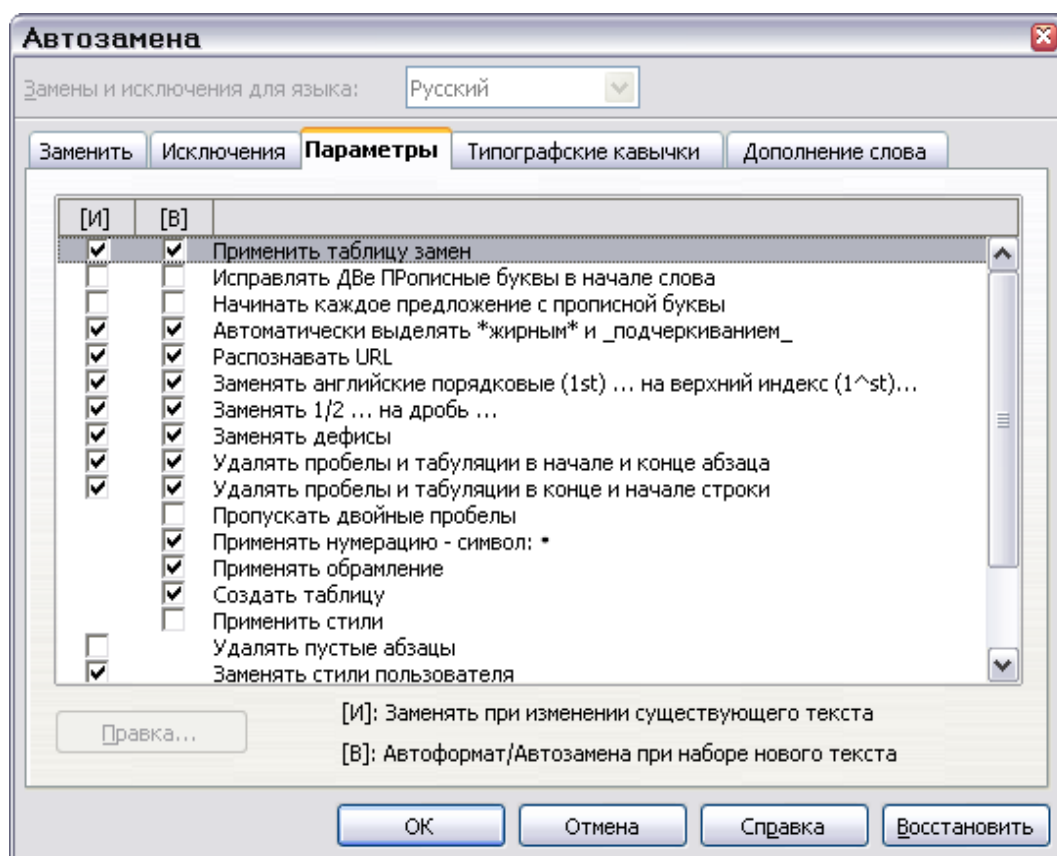 Автозамена
Замены и исключения для языка: Русский
Заменить Исключения Параметры Типографские кавычки Дополнение слова
[И] [В]
Применить таблицу замен
Исправлять ДВе ПРописные буквы в начале слова
Начинать каждое предложение с прописной буквы
Автоматически выделять *жирным* и _подчеркиванием_
Распознавать URL
Заменять английские порядковые (1st) ... на верхний индекс (1^st)...
Заменять 1/2 ... на дробь ...
Заменять дефисы
Удалять пробелы и табуляции в начале и конце абзаца
Удалять пробелы и табуляции в конце и начале строки
Пропускать двойные пробелы
Применять нумерацию - символ: •
Применять обрамление
Создать таблицу
Применить стили
Удалять пустые абзацы
Заменять стили пользователя
[И]: Заменять при изменении существующего текста
Правка...
[В]: Автоформат/Автозамена при наборе нового текста
ОК Отмена Справка Восстановить